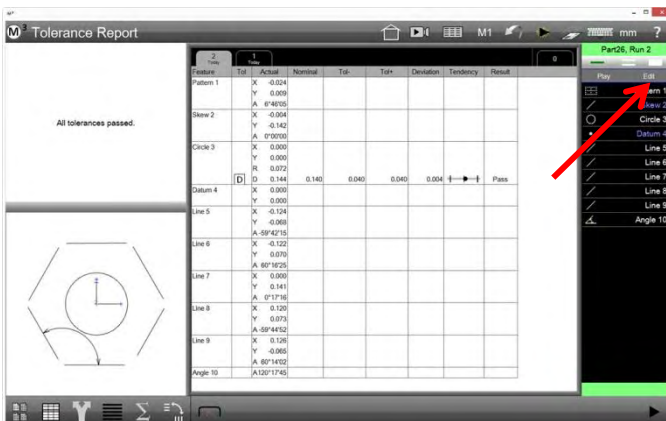 M³ Tolerance Report
M1
mm ?
2
Today
1
Today
0
Part26, Run 2
Play Edit
All tolerances passed.
Feature Tol Actual Nominal Tol- Tol+ Deviation Tendency Result
Pattern 1 X -0.024
Y 0.009
A 6°46'05
Skew 2 X -0.004
Y -0.142
A 0°00'00
Circle 3 X 0.000
Y 0.000
R 0.072
D D 0.144 0.140 0.040 0.040 0.004 Pass
Datum 4 X 0.000
Y 0.000
Line 5 X -0.124
Y -0.068
A -59°42'15
Line 6 X -0.122
Y 0.070
A 60°16'25
Line 7 X 0.000
Y 0.141
A 0°17'16
Line 8 X 0.120
Y 0.073
A -59°44'52
Line 9 X 0.126
Y -0.065
A 60°14'02
Angle 10 A 120°17'45
ern 1
Skew 2
Circle 3
Datum 4
Line 5
Line 6
Line 7
Line 8
Line 9
Angle 10